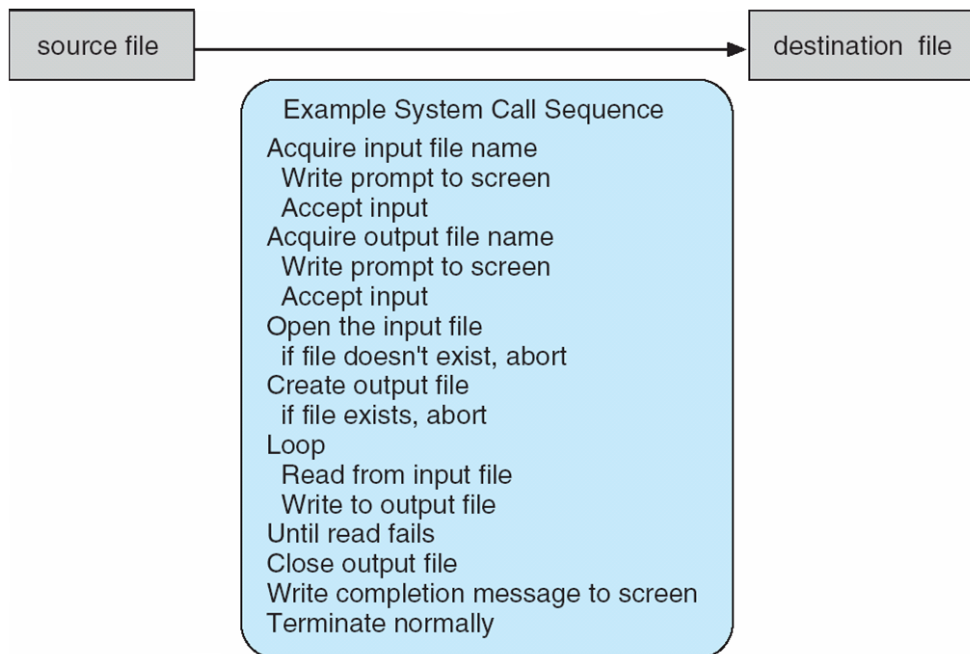 source file
destination file
Example System Call Sequence
Acquire input file name
Write prompt to screen
Accept input
Acquire output file name
Write prompt to screen
Accept input
Open the input file
if file doesn't exist, abort
Create output file
if file exists, abort
Loop
Read from input file
Write to output file
Until read fails
Close output file
Write completion message to screen
Terminate normally